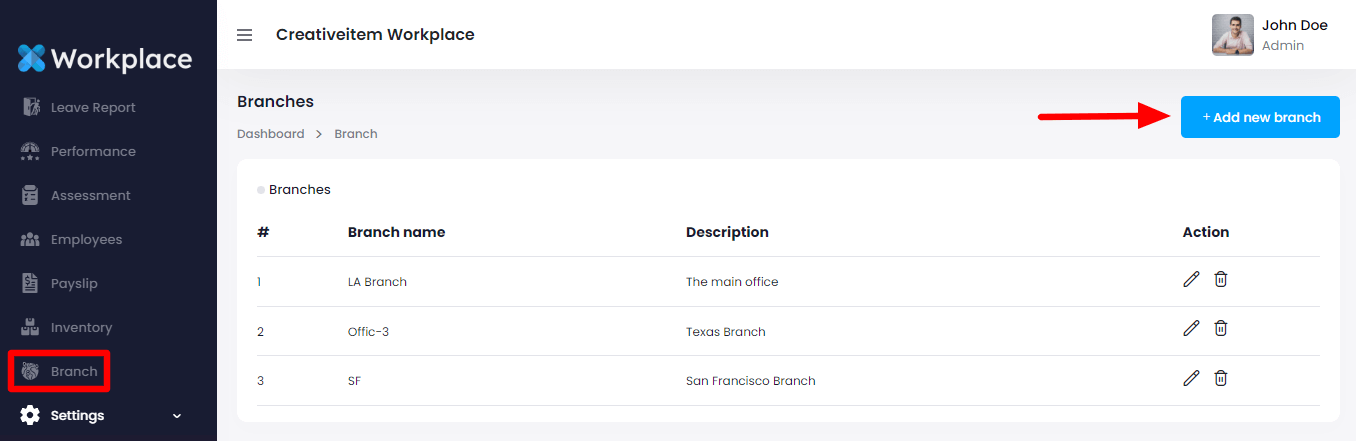 Workplace
Leave Report
Performance
Assessment
Employees
Payslip
Inventory
Branch
Settings
Creativeitem Workplace
John Doe
Admin
Branches
Dashboard > Branch
+ Add new branch
Branches
# Branch name Description Action
1 LA Branch The main office
2 Offic-3 Texas Branch
3 SF San Francisco Branch